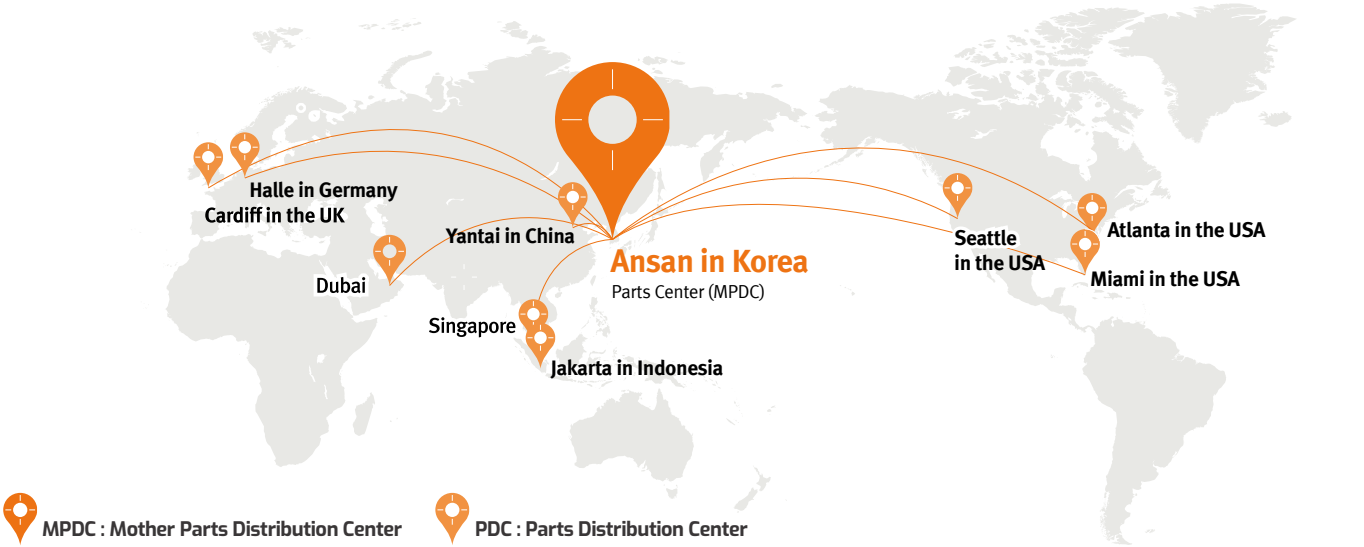 Halle in Germany
Cardiff in the UK
Yantai in China
Dubai
Singapore
Jakarta in Indonesia
Ansan in Korea
Parts Center (MPDC)
Seattle
in the USA
Atlanta in the USA
Miami in the USA
MPDC : Mother Parts Distribution Center
PDC : Parts Distribution Center